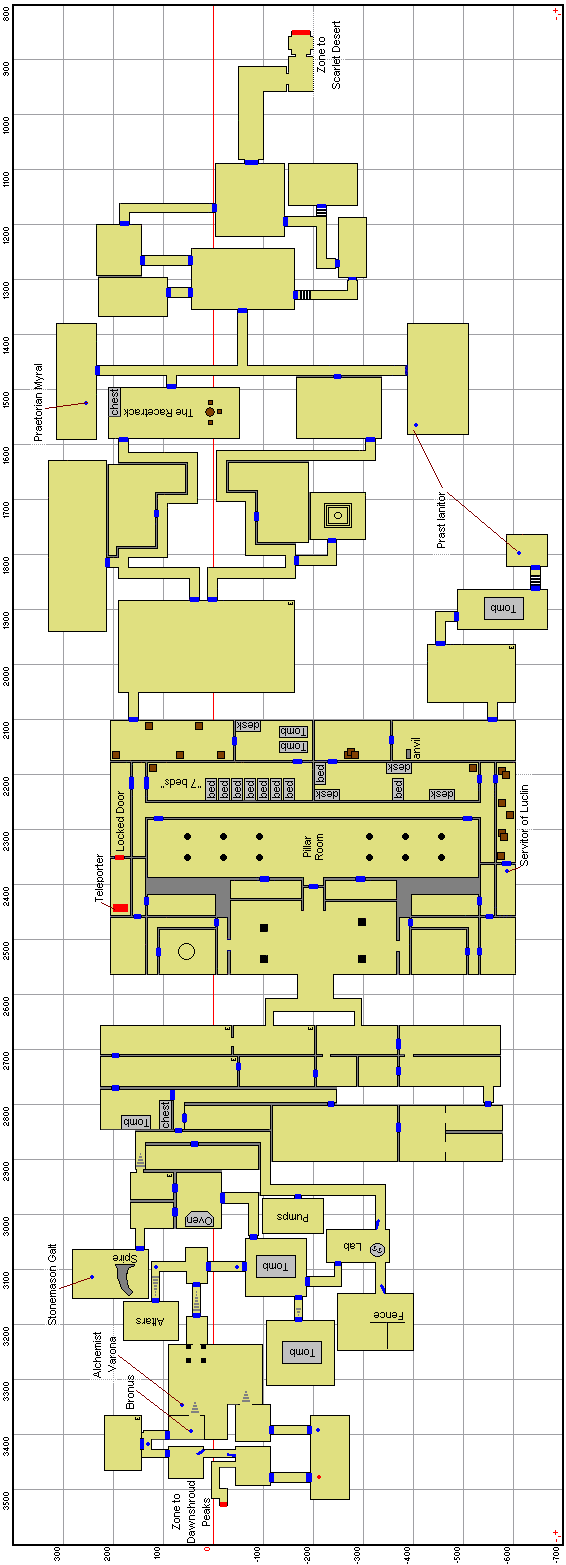 800
900
1000
1100
1200
1300
1400
1500
1600
1700
1800
1900
2000
2100
2200
2300
2400
2500
2600
2700
2800
2900
3000
3100
3200
3300
3400
3500
300
200
100
0
-100
-200
-300
-400
-500
-600
-700
Zone to
Scarlet Desert
Praetorian Myral
chest
The Racetrack
Prast Ianitor
Tomb
E
E
desk
Tomb
Tomb
anvil
"7 beds"
bed
bed
bed
bed
bed
bed
bed
bed
bed
desk
desk
desk
Locked Door
Teleporter
Pillar
Room
Servitor of Luclin
E
E
E
Tomb
chest
E
Oven
Pumps
Lab
Stonemason Galt
Spire
Tomb
Altars
Fence
Alchemist
Varona
Tomb
Bronus
E
Zone to
Dawnshroud
Peaks